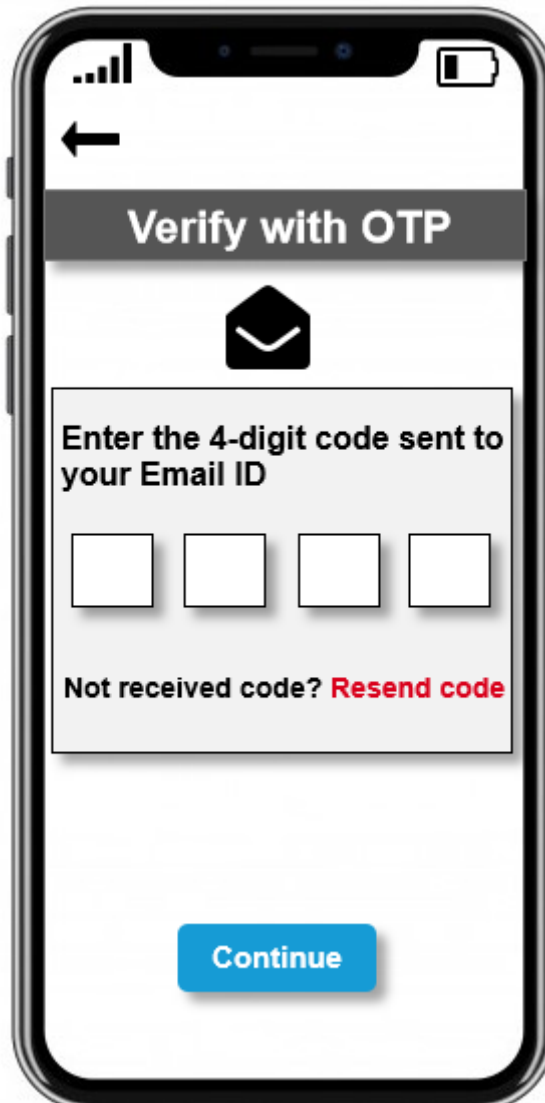 Verify with OTP
Enter the 4-digit code sent to
your Email ID
Not received code? Resend code
Continue